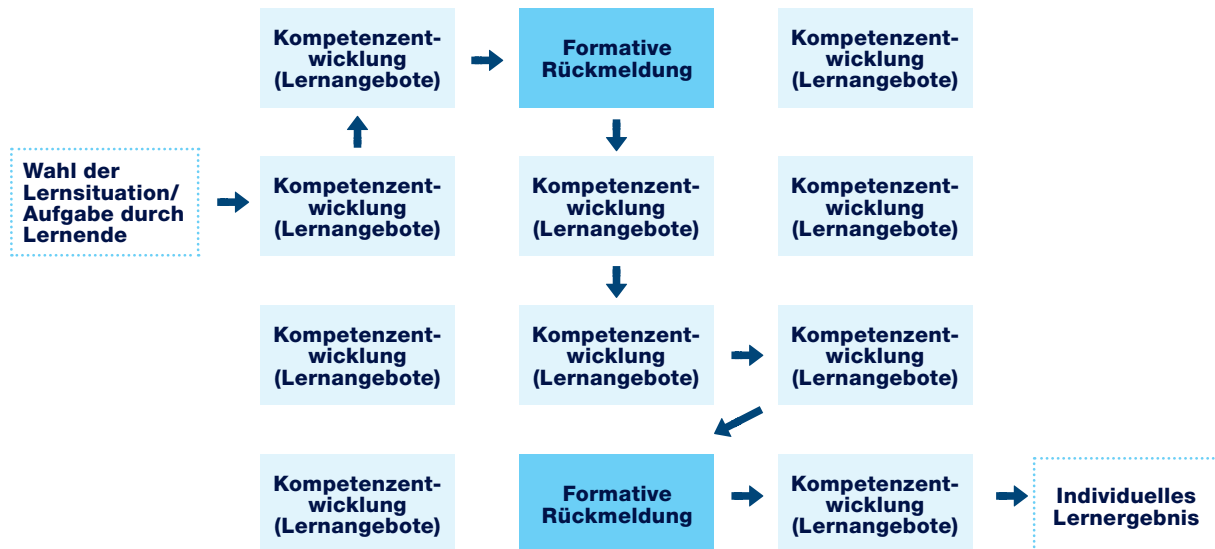 Kompetenzent-
wicklung
(Lernangebote)
Formative
Rückmeldung
Kompetenzent-
wicklung
(Lernangebote)
Wahl der
Lernsituation/
Aufgabe durch
Lernende
Kompetenzent-
wicklung
(Lernangebote)
Kompetenzent-
wicklung
(Lernangebote)
Kompetenzent-
wicklung
(Lernangebote)
Kompetenzent-
wicklung
(Lernangebote)
Kompetenzent-
wicklung
(Lernangebote)
Kompetenzent-
wicklung
(Lernangebote)
Kompetenzent-
wicklung
(Lernangebote)
Formative
Rückmeldung
Kompetenzent-
wicklung
(Lernangebote)
Individuelles
Lernergebnis